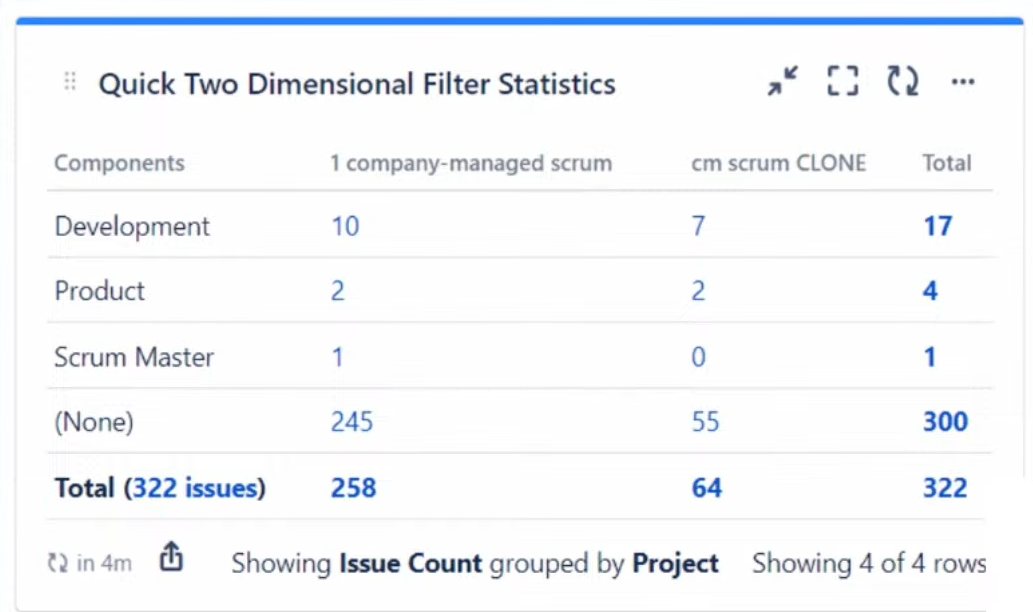 Quick Two Dimensional Filter Statistics
Components 1 company-managed scrum cm scrum CLONE Total
Development 10 7 17
Product 2 2 4
Scrum Master 1 0 1
(None) 245 55 300
Total (322 issues) 258 64 322
in 4m Showing Issue Count grouped by Project Showing 4 of 4 rows